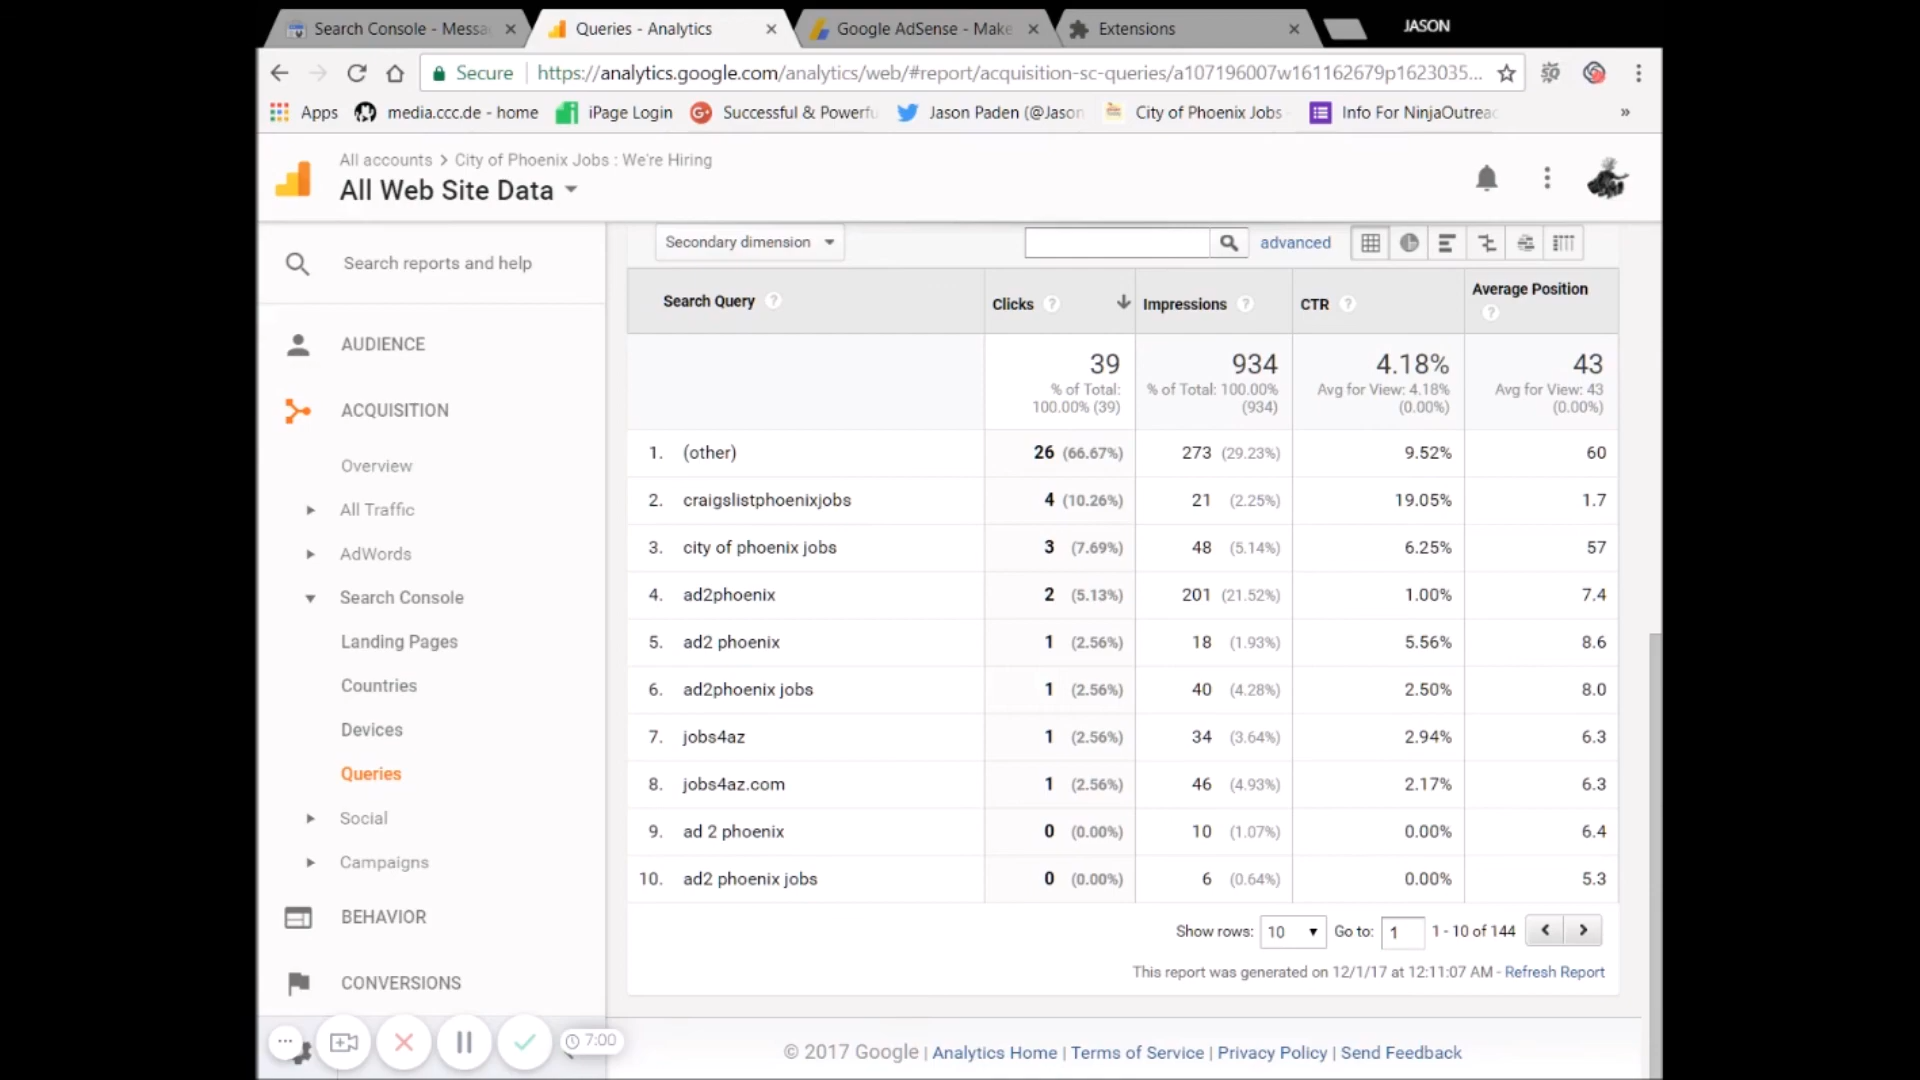 Search Console - Messa
Queries - Analytics
Google AdSense - Make
Extensions
JASON
Secure
https://analytics.google.com/analytics/web/#report/acquisition-sc-queries/a107196007w161162679p1623035...
Apps
media.ccc.de - home
iPage Login
Successful & Powerfu
Jason Paden (@Jason
City of Phoenix Jobs
Info For NinjaOutreac
»
All accounts > City of Phoenix Jobs : We're Hiring
All Web Site Data
Search reports and help
AUDIENCE
ACQUISITION
Overview
All Traffic
AdWords
Search Console
Landing Pages
Countries
Devices
Queries
Social
Campaigns
BEHAVIOR
CONVERSIONS
7:00
Secondary dimension
advanced
Search Query ? Clicks ? Impressions ? CTR ? Average Position ?
39 934 4.18% 43
% of Total: % of Total: 100.00% Avg for View: 4.18% Avg for View: 43
100.00% (39) (934) (0.00%) (0.00%)
1. (other) 26 (66.67%) 273 (29.23%) 9.52% 60
2. craigslistphoenixjobs 4 (10.26%) 21 (2.25%) 19.05% 1.7
3. city of phoenix jobs 3 (7.69%) 48 (5.14%) 6.25% 57
4. ad2phoenix 2 (5.13%) 201 (21.52%) 1.00% 7.4
5. ad2 phoenix 1 (2.56%) 18 (1.93%) 5.56% 8.6
6. ad2phoenix jobs 1 (2.56%) 40 (4.28%) 2.50% 8.0
7. jobs4az 1 (2.56%) 34 (3.64%) 2.94% 6.3
8. jobs4az.com 1 (2.56%) 46 (4.93%) 2.17% 6.3
9. ad 2 phoenix 0 (0.00%) 10 (1.07%) 0.00% 6.4
10. ad2 phoenix jobs 0 (0.00%) 6 (0.64%) 0.00% 5.3
Show rows: 10 Go to: 1 1 - 10 of 144
This report was generated on 12/1/17 at 12:11:07 AM - Refresh Report
© 2017 Google | Analytics Home | Terms of Service | Privacy Policy | Send Feedback